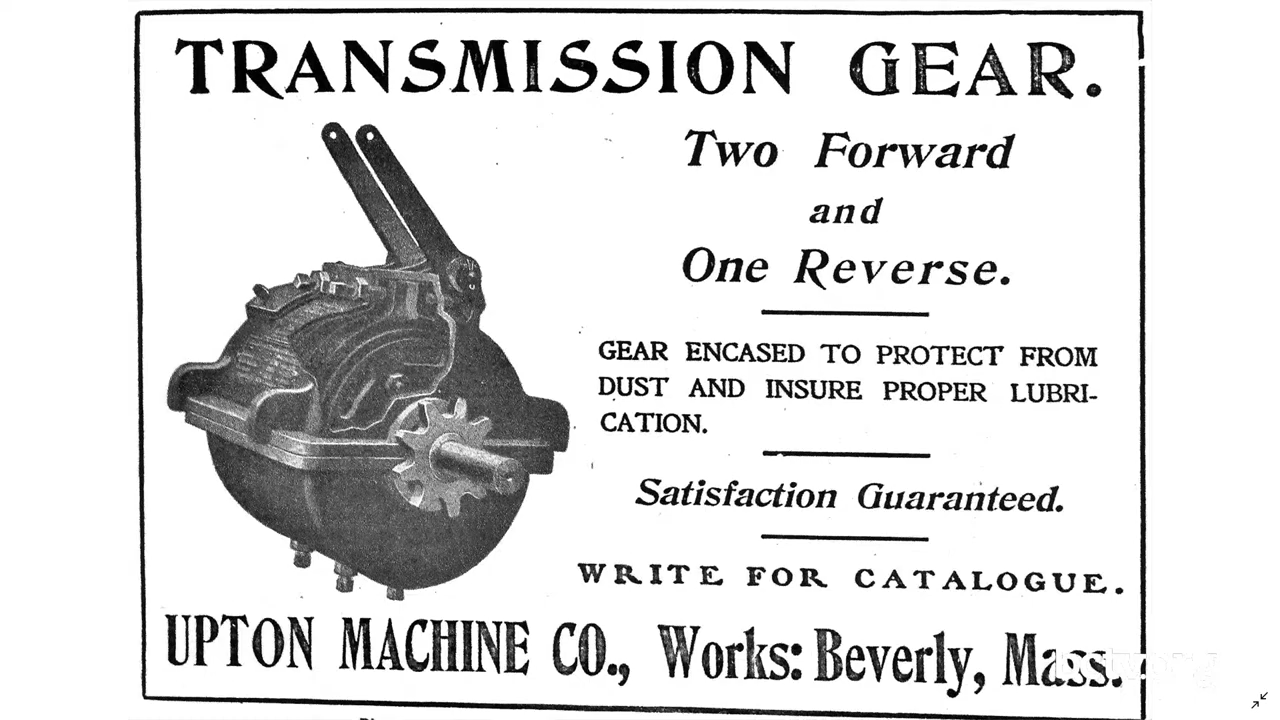 TRANSMISSION GEAR.
Two Forward
and
One Reverse.
GEAR ENCASED TO PROTECT FROM
DUST AND INSURE PROPER LUBRI-
CATION.
Satisfaction Guaranteed.
WRITE FOR CATALOGUE.
UPTON MACHINE CO., Works: Beverly, Mass.